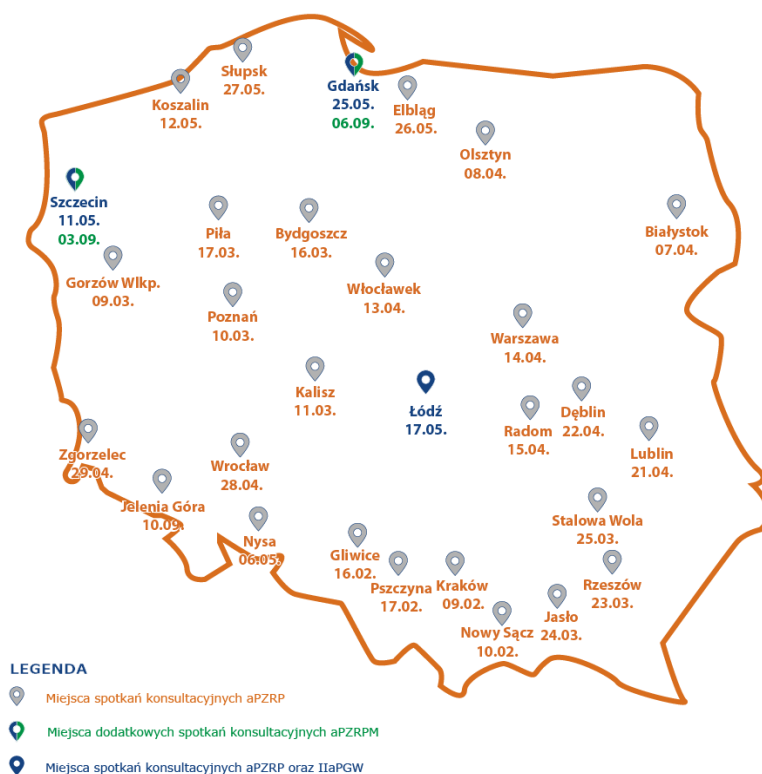 Słupsk
27.05.
Koszalin
12.05.
Gdańsk
25.05.
06.09.
Elbląg
26.05.
Olsztyn
08.04.
Szczecin
11.05.
03.09.
Piła
17.03.
Bydgoszcz
16.03.
Białystok
07.04.
Gorzów Wlkp.
09.03.
Włocławek
13.04.
Poznań
10.03.
Warszawa
14.04.
Kalisz
11.03.
Łódź
17.05.
Dęblin
22.04.
Radom
15.04.
Lublin
21.04.
Zgorzelec
29.04.
Wrocław
28.04.
Jelenia Góra
10.09.
Stalowa Wola
25.03.
Nysa
06.05.
Gliwice
16.02.
Pszczyna
17.02.
Kraków
09.02.
Rzeszów
23.03.
Jasło
24.03.
Nowy Sącz
10.02.
LEGENDA
Miejsca spotkań konsultacyjnych aPZRP
Miejsca dodatkowych spotkań konsultacyjnych aPZRPM
Miejsca spotkań konsultacyjnych aPZRP oraz IIaPGW